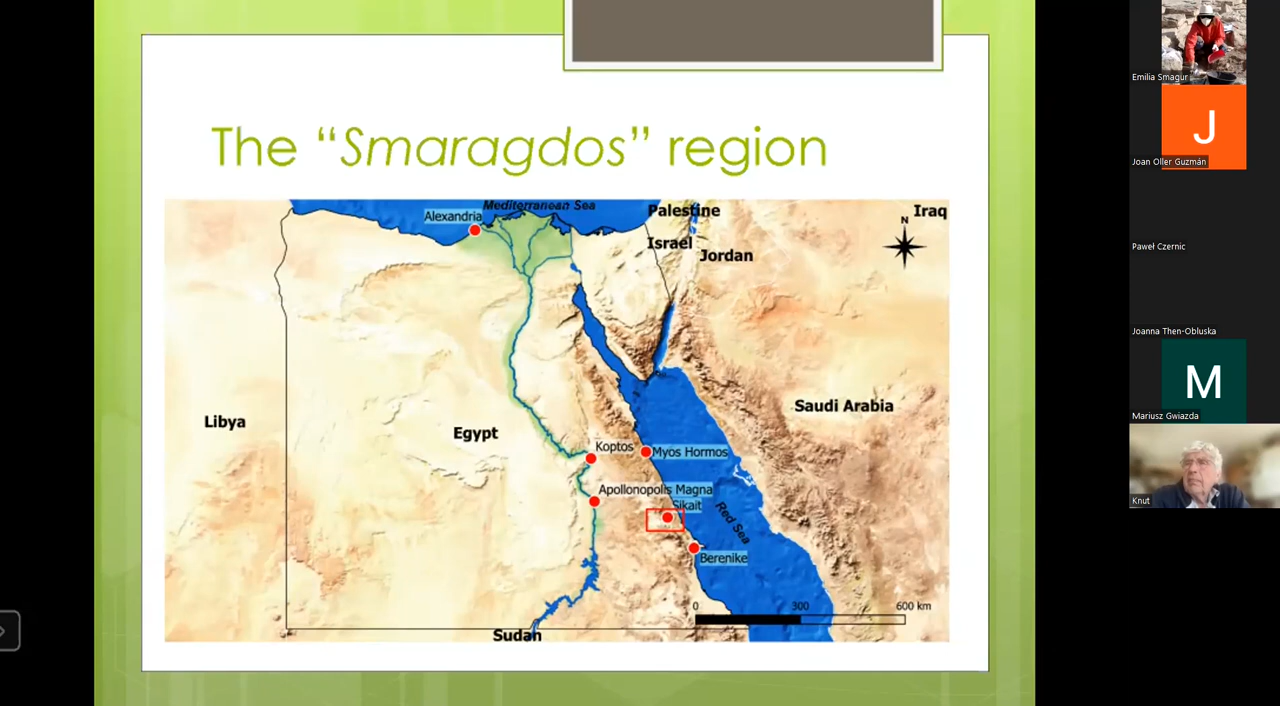 The “Smaragdos” region
Mediterranean Sea
Alexandria
Palestine
Iraq
N
Israel
Jordan
Saudi Arabia
Libya
Egypt
Koptos
Myos Hormos
Apollonopolis Magna
Sikait
Red Sea
Berenike
0 300 600 km
Sudan
Emilia Smagur
J
Joan Oller Guzmán
Paweł Czernic
Joanna Then-Obluska
M
Mariusz Gwiazda
Knut